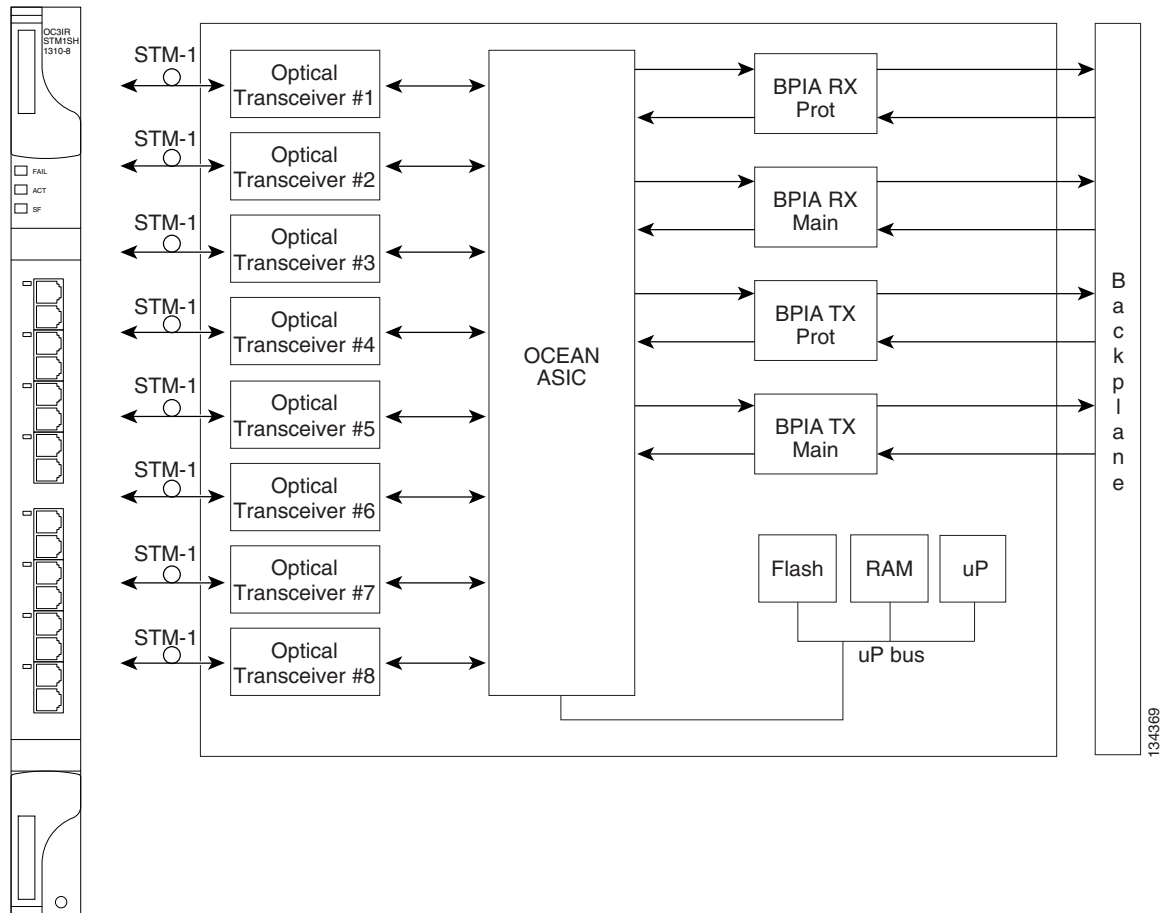 OC3IR
STM1SH
1310-8
FAIL
ACT
SF
STM-1
Optical
Transceiver #1
STM-1
Optical
Transceiver #2
STM-1
Optical
Transceiver #3
STM-1
Optical
Transceiver #4
STM-1
Optical
Transceiver #5
STM-1
Optical
Transceiver #6
STM-1
Optical
Transceiver #7
STM-1
Optical
Transceiver #8
OCEAN
ASIC
BPIA RX
Prot
BPIA RX
Main
BPIA TX
Prot
BPIA TX
Main
Flash
RAM
uP
uP bus
Backplane
134369